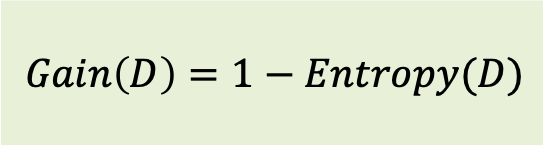 Gain(D) = 1 − Entropy(D)